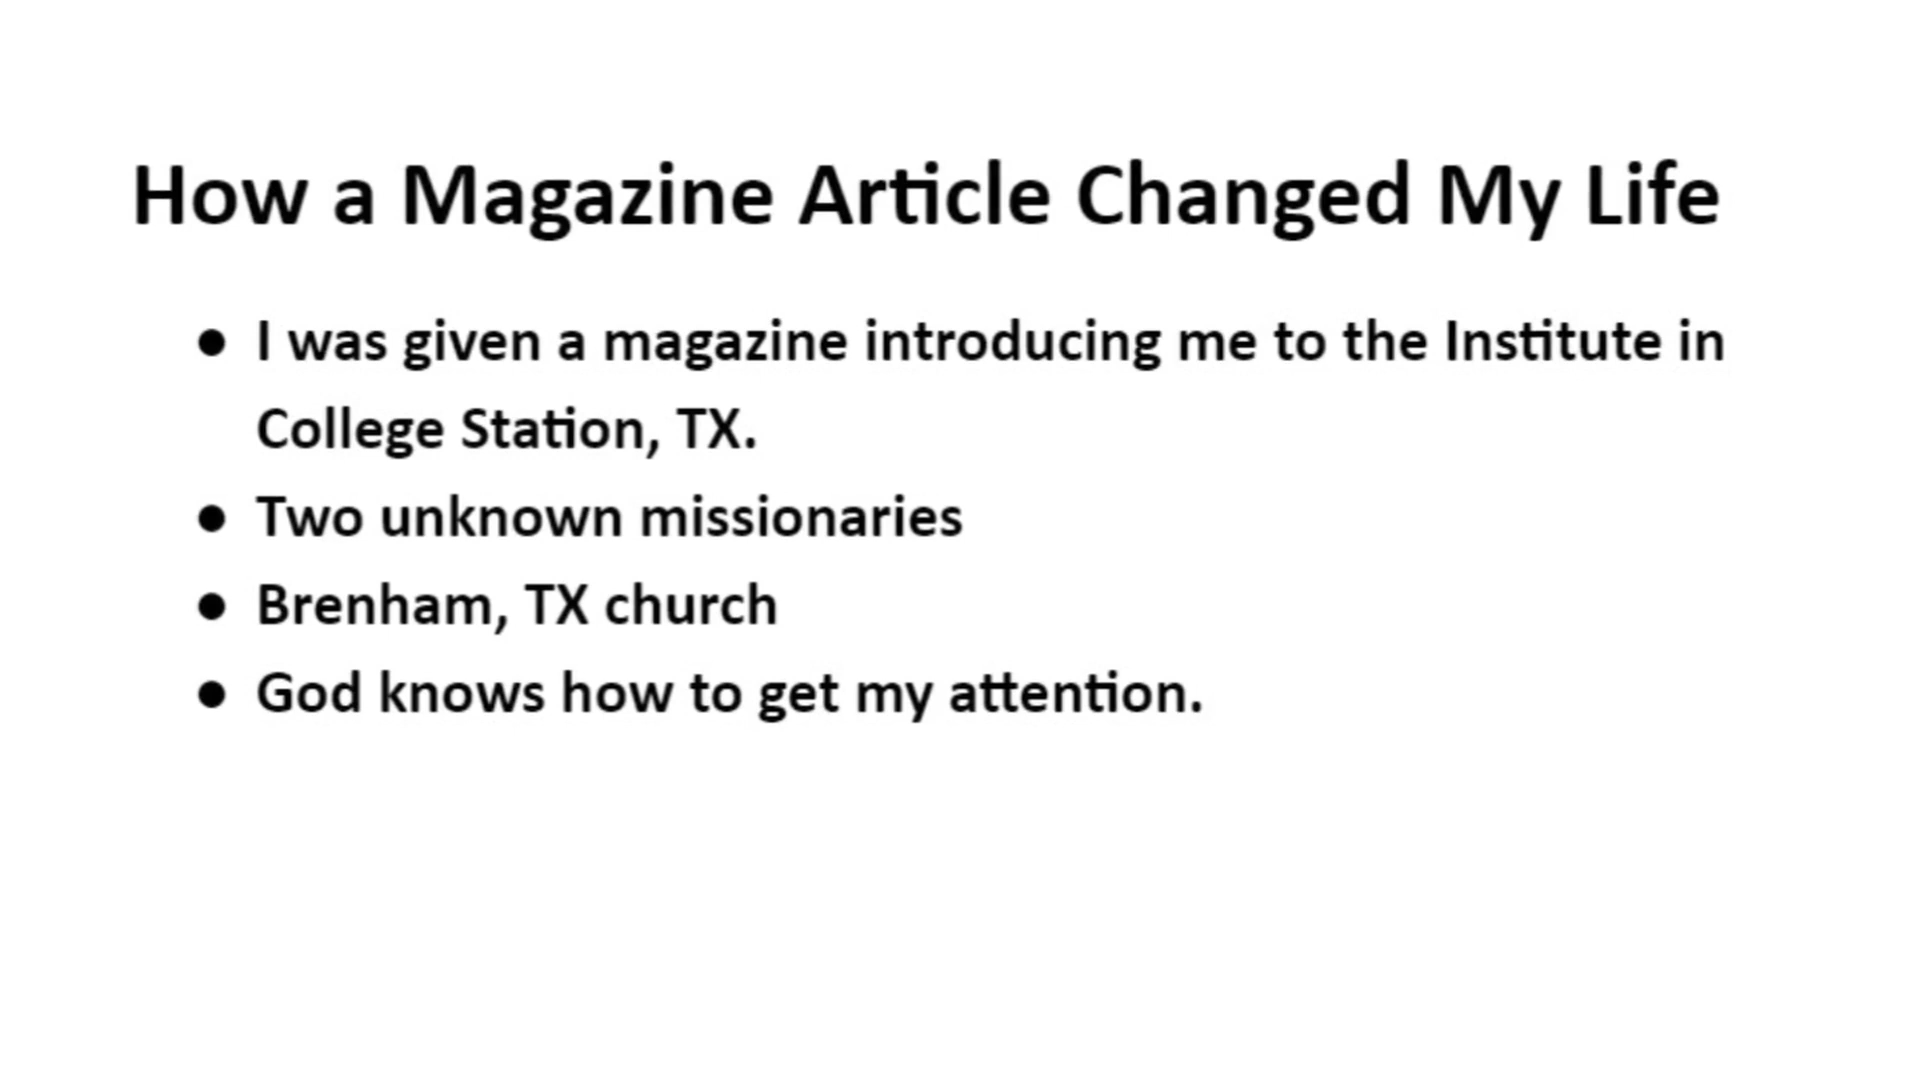 How a Magazine Article Changed My Life
● I was given a magazine introducing me to the Institute in
College Station, TX.
● Two unknown missionaries
● Brenham, TX church
● God knows how to get my attention.